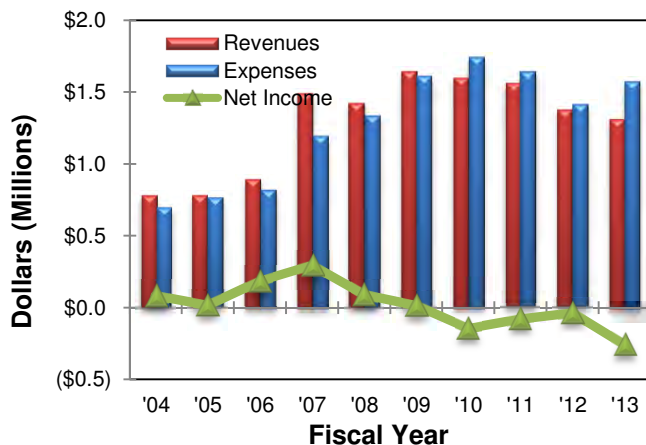 $2.0
$1.5
$1.0
$0.5
$0.0
($0.5)
Dollars (Millions)
Revenues
Expenses
Net Income
'04 '05 '06 '07 '08 '09 '10 '11 '12 '13
Fiscal Year